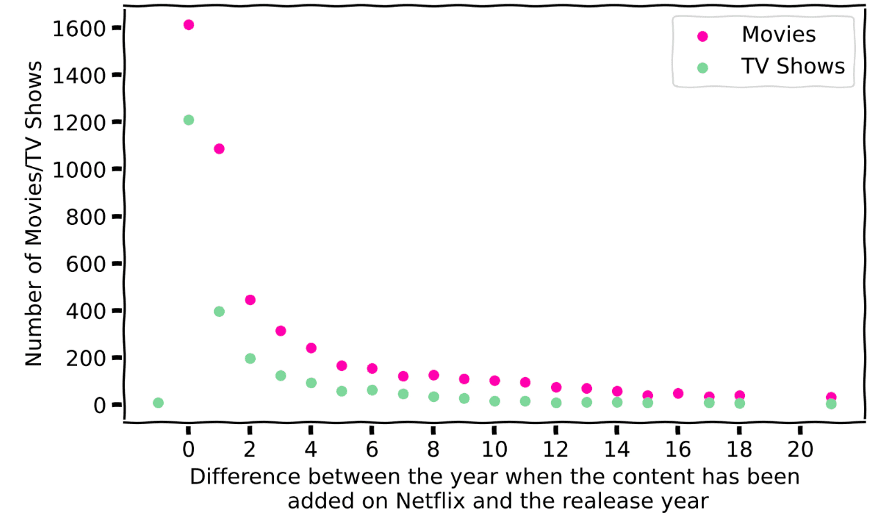 1600
1400
1200
1000
800
600
400
200
0
Number of Movies/TV Shows
Movies
TV Shows
0 2 4 6 8 10 12 14 16 18 20
Difference between the year when the content has been
added on Netflix and the realease year